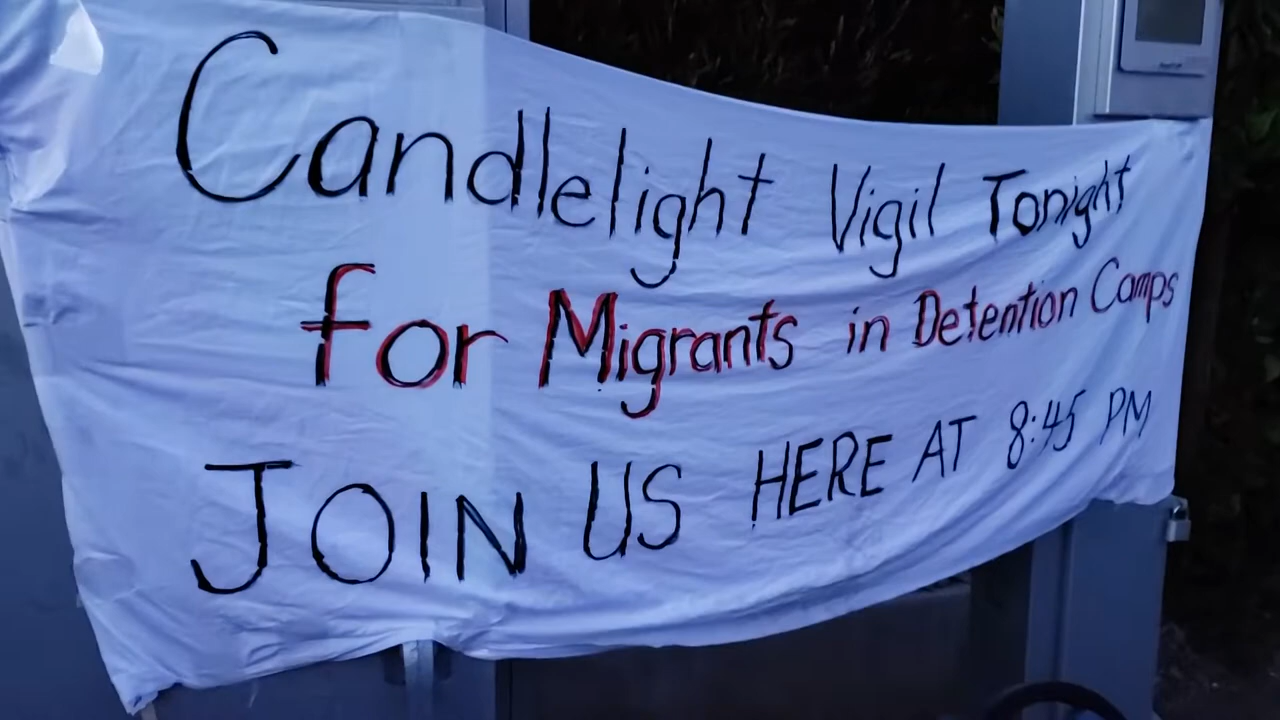 Candlelight Vigil Tonight
for Migrants in Detention Camps
JOIN US HERE AT 8:45 PM